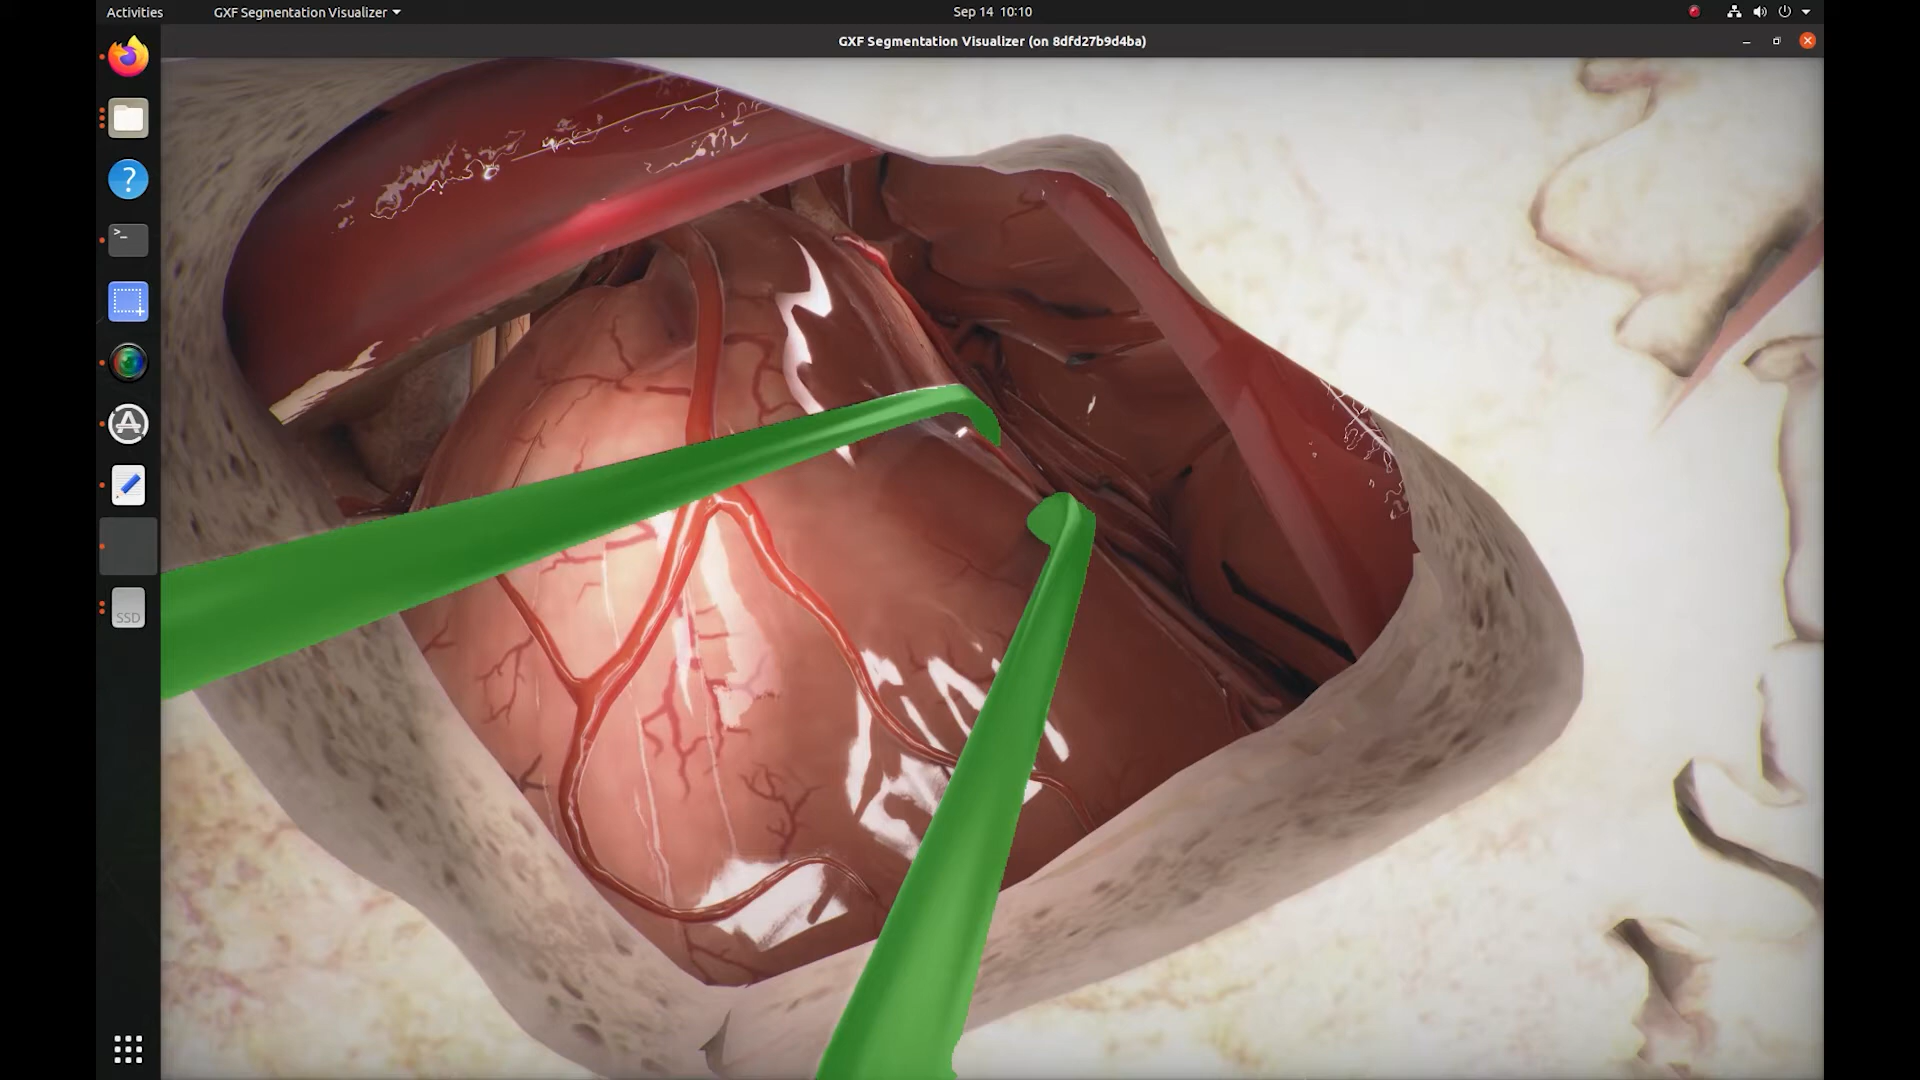 Activities
GXF Segmentation Visualizer
Sep 14 10:10
GXF Segmentation Visualizer (on 8dfd27b9d4ba)
?
>_
A
SSD